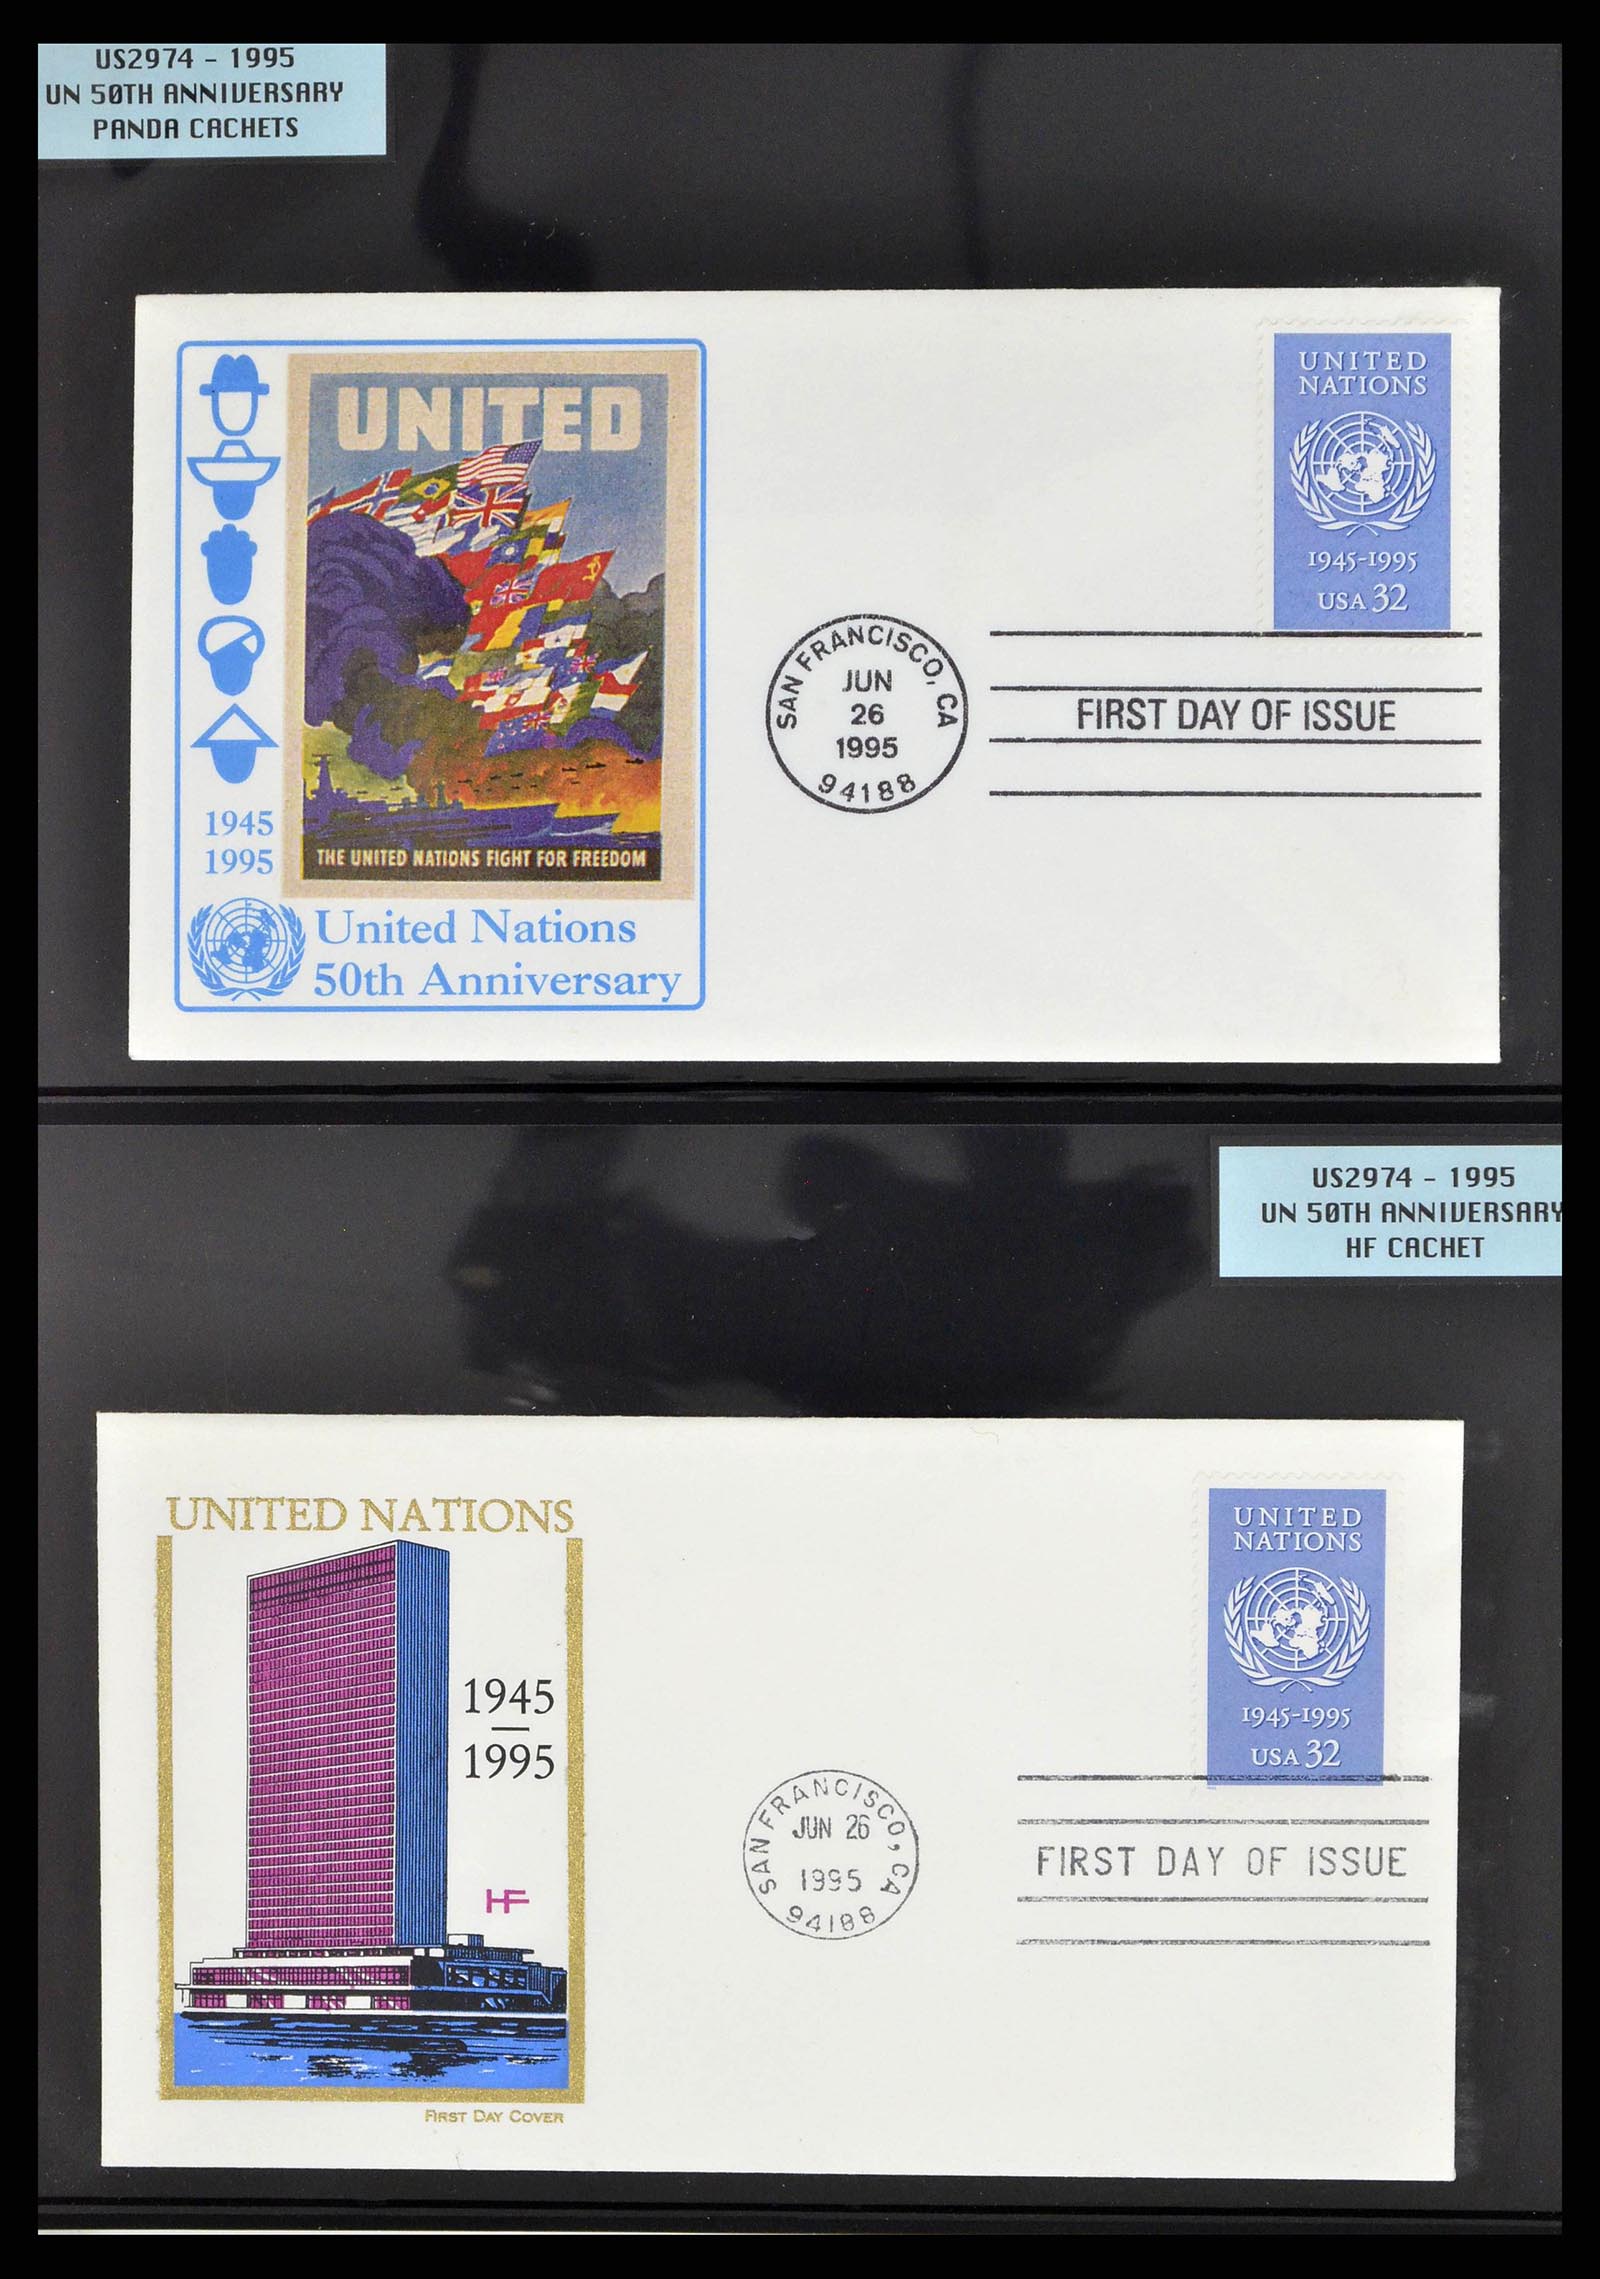 US2974 - 1995
UN 50TH ANNIVERSARY
PANDA CACHETS
UNITED
THE UNITED NATIONS FIGHT FOR FREEDOM
1945
1995
United Nations
50th Anniversary
SAN FRANCISCO, CA
JUN
26
1995
94188
UNITED
NATIONS
1945-1995
USA 32
FIRST DAY OF ISSUE
US2974 - 1995
UN 50TH ANNIVERSARY
HF CACHET
UNITED NATIONS
1945
1995
HF
FIRST DAY COVER
SAN FRANCISCO, CA
JUN 26
1995
94188
UNITED
NATIONS
1945-1995
USA 32
FIRST DAY OF ISSUE